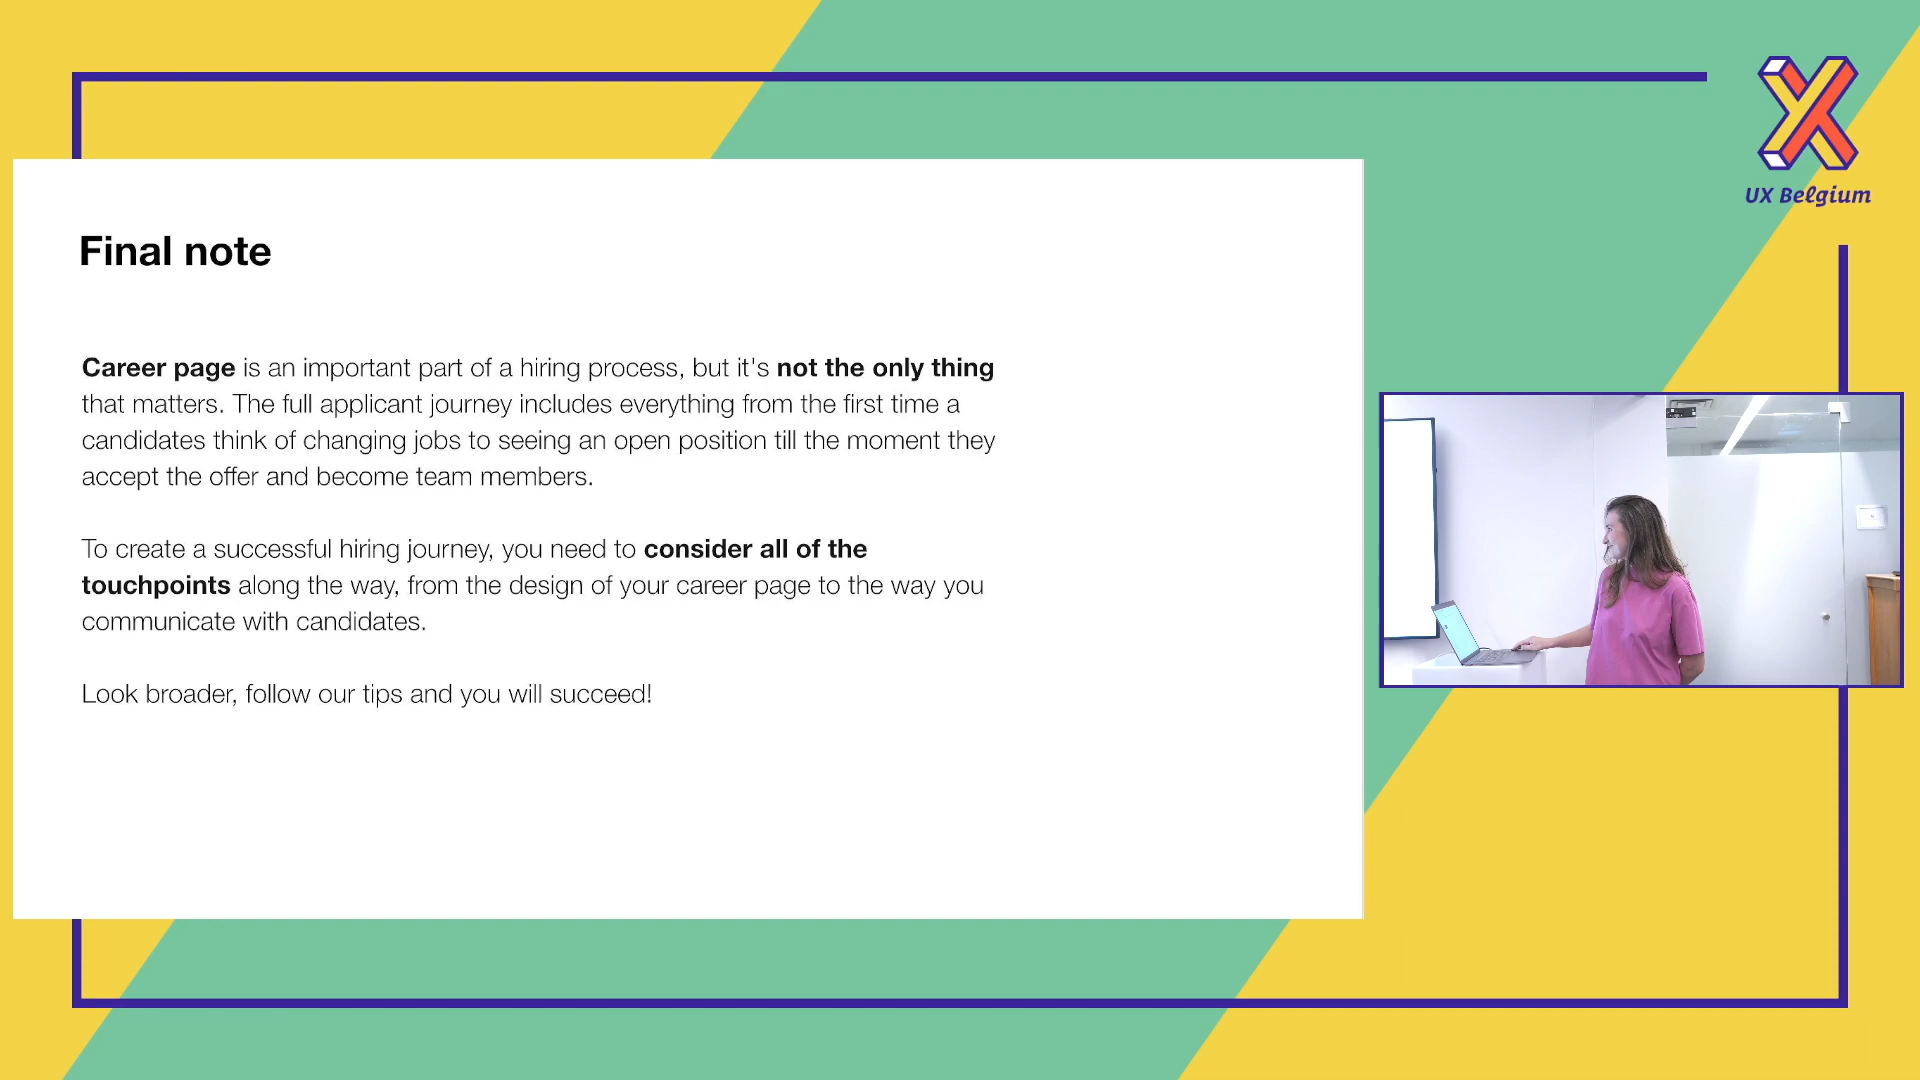 UX Belgium
Final note
Career page is an important part of a hiring process, but it's not the only thing
that matters. The full applicant journey includes everything from the first time a
candidates think of changing jobs to seeing an open position till the moment they
accept the offer and become team members.
To create a successful hiring journey, you need to consider all of the
touchpoints along the way, from the design of your career page to the way you
communicate with candidates.
Look broader, follow our tips and you will succeed!